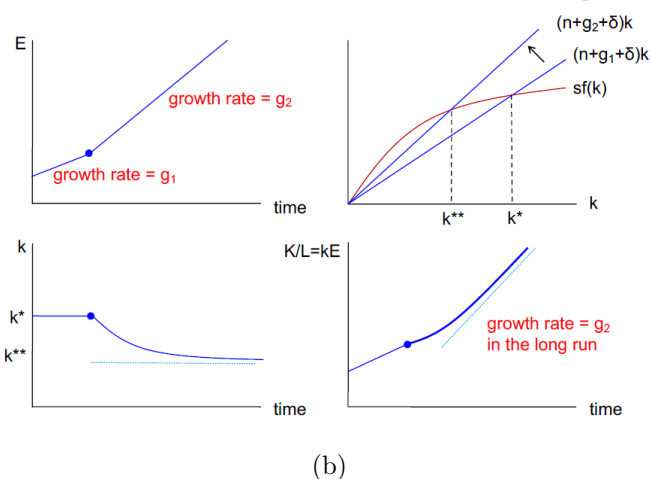 E
growth rate = g₂
growth rate = g₁
time
(n+g₂+δ)k
(n+g₁+δ)k
sf(k)
k
k**
k*
k
k*
k**
time
K/L=kE
growth rate = g₂
in the long run
time
(b)